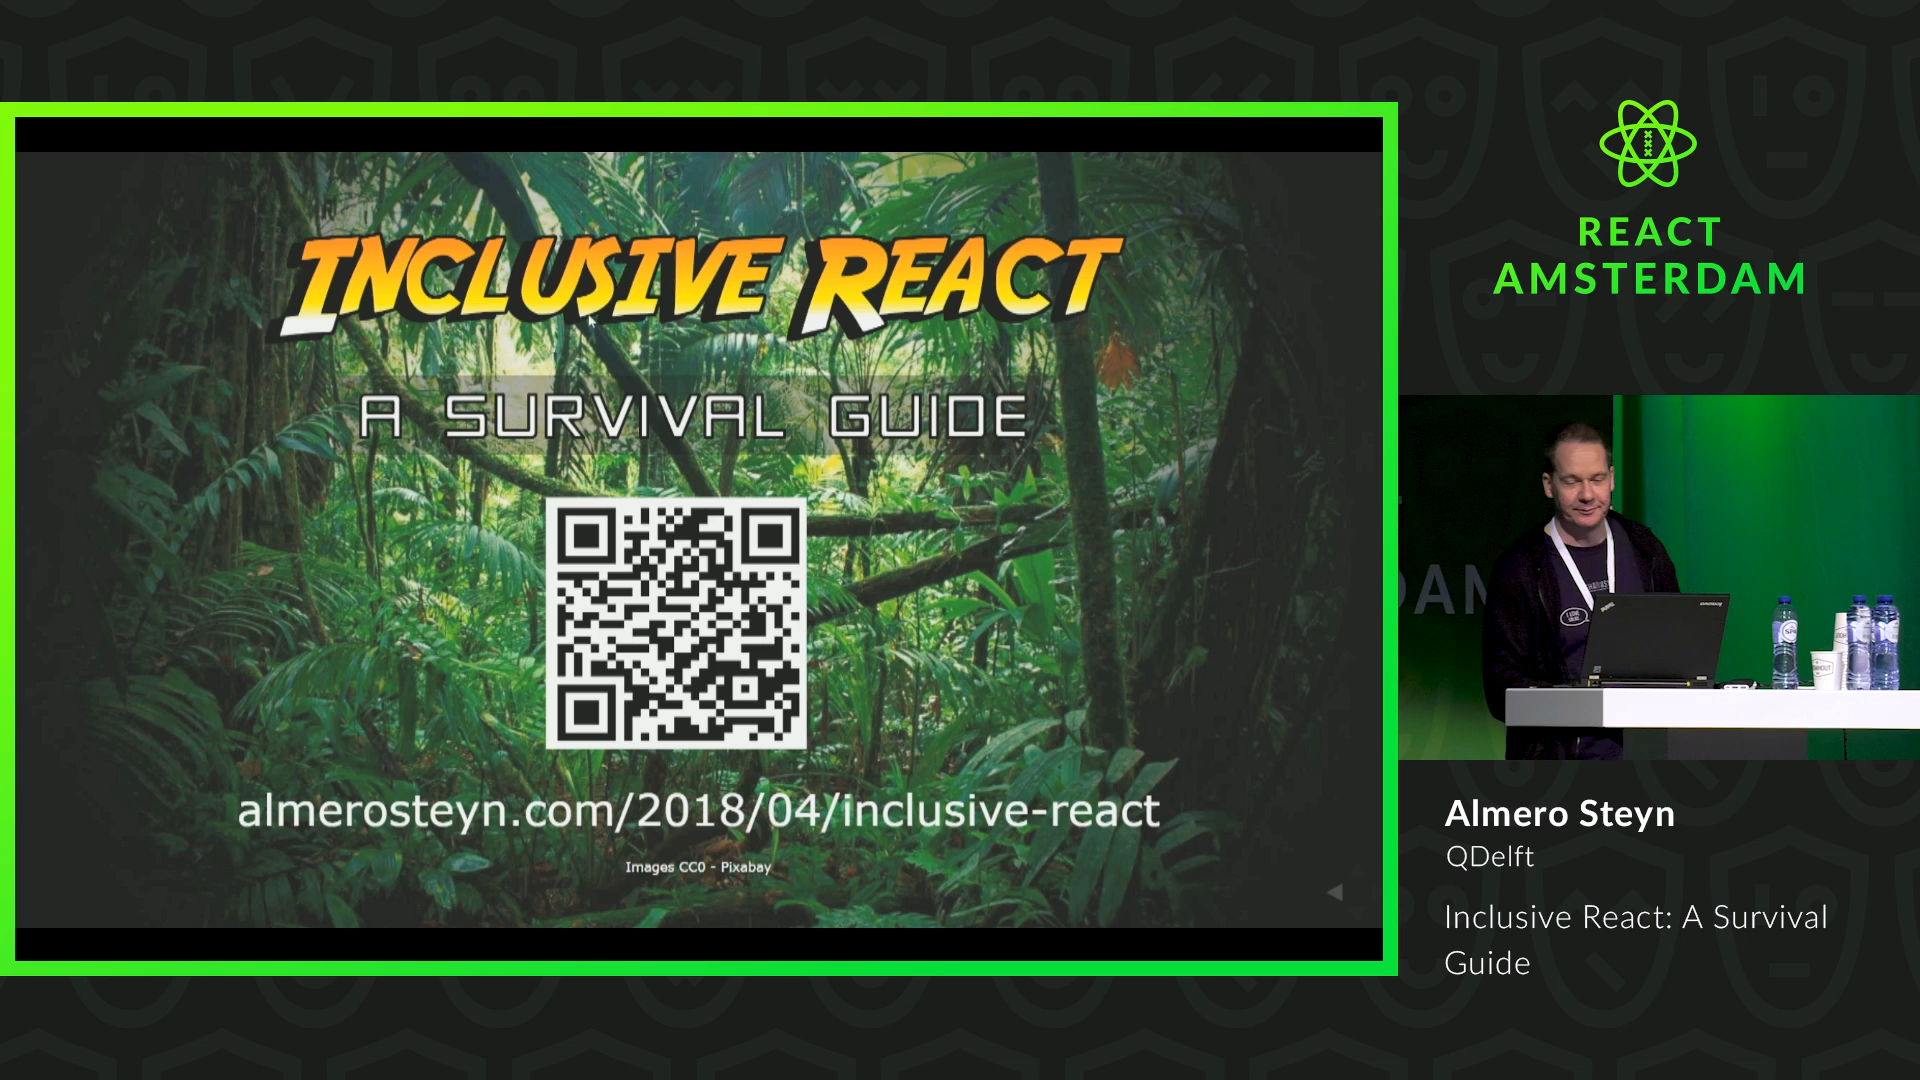 INCLUSIVE REACT
A SURVIVAL GUIDE
almerosteyn.com/2018/04/inclusive-react
Images CC0 - Pixabay
REACT
AMSTERDAM
DAM
Almero Steyn
QDelft
Inclusive React: A Survival
Guide